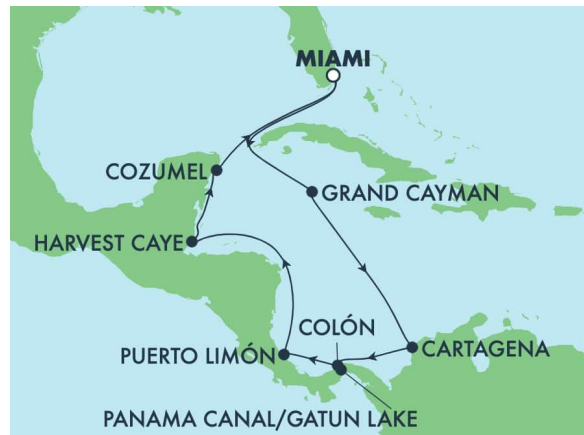 MIAMI
COZUMEL
GRAND CAYMAN
HARVEST CAYE
COLÓN
PUERTO LIMÓN
CARTAGENA
PANAMA CANAL/GATUN LAKE